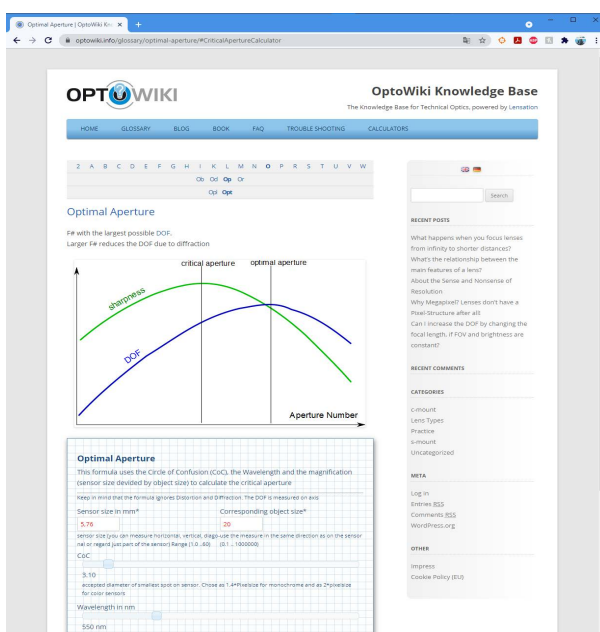 Optimal Aperture | OptoWiki Kn
optowiki.info/glossary/optimal-aperture/#CriticalApertureCalculator
OPTOWIKI
OptoWiki Knowledge Base
The Knowledge Base for Technical Optics, powered by Lensation
HOME GLOSSARY BLOG BOOK FAQ TROUBLE SHOOTING CALCULATORS
2 A B C D E F G H I K L M N O P R S T U V W
Ob Od Op Or
Opl Opt
Optimal Aperture
F# with the largest possible DOF.
Larger F# reduces the DOF due to diffraction
critical aperture optimal aperture
sharpness
DOF
Aperture Number
Optimal Aperture
This formula uses the Circle of Confusion (CoC), the Wavelength and the magnification
(sensor size devided by object size) to calculate the critical aperture
Keep in mind that the formula ignores Distortion and Diffraction. The DOF is measured on axis
Sensor size in mm* Corresponding object size*
5,76 20
sensor size (you can measure horizontal, vertical, diago-use the measure in the same direction as on the sensor
nal or regard just part of the sensor) Range (1.0 ..60) (0.1 .. 1000000)
CoC
3.10
accepted diameter of smallest spot on sensor. Chose as 1.4*Pixelsize for monochrome and as 2*pixelsize
for color sensors
Wavelength in nm
550 nm
Search
RECENT POSTS
What happens when you focus lenses
from infinity to shorter distances?
What's the relationship between the
main features of a lens?
About the Sense and Nonsense of
Resolution
Why Megapixel? Lenses don't have a
Pixel-Structure after all!
Can I increase the DOF by changing the
focal length, if FOV and brightness are
constant?
RECENT COMMENTS
CATEGORIES
c-mount
Lens Types
Practice
s-mount
Uncategorized
META
Log in
Entries RSS
Comments RSS
WordPress.org
OTHER
Impress
Cookie Policy (EU)